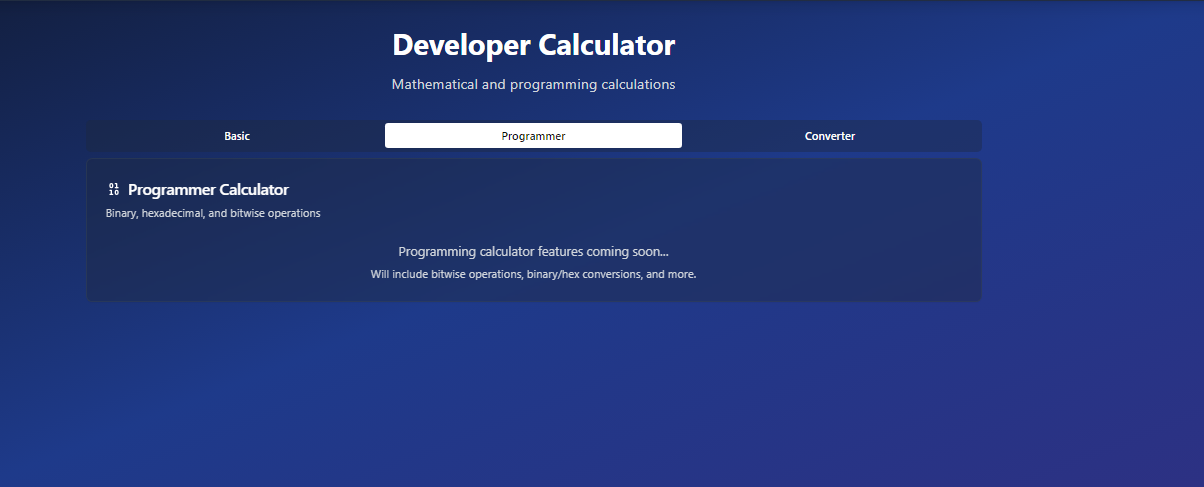 Developer Calculator
Mathematical and programming calculations
Basic Programmer Converter
01
10 Programmer Calculator
Binary, hexadecimal, and bitwise operations
Programming calculator features coming soon...
Will include bitwise operations, binary/hex conversions, and more.